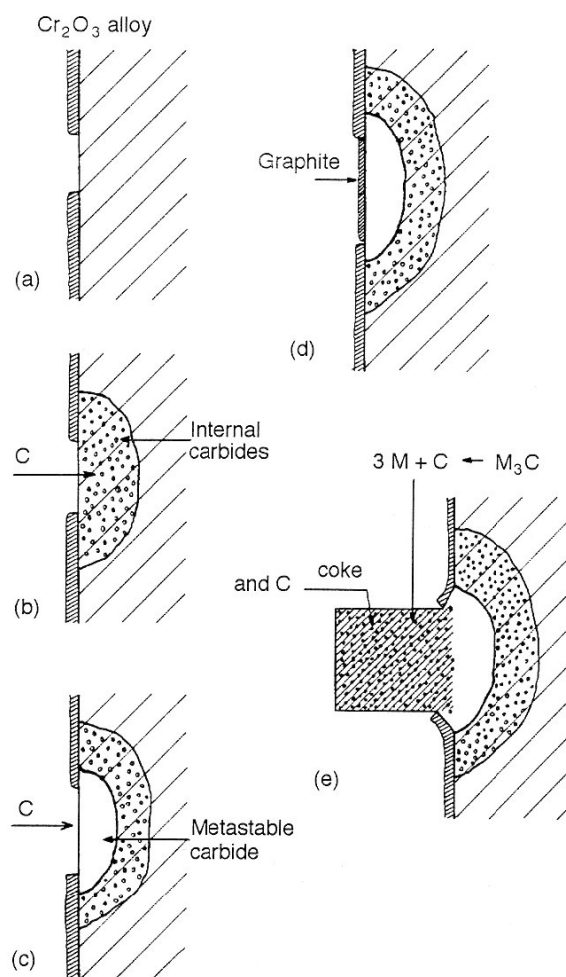 Cr₂O₃ alloy
(a)
C
Internal
carbides
(b)
C
Metastable
carbide
(c)
Graphite
(d)
3 M + C ← M₃C
coke
and C
(e)